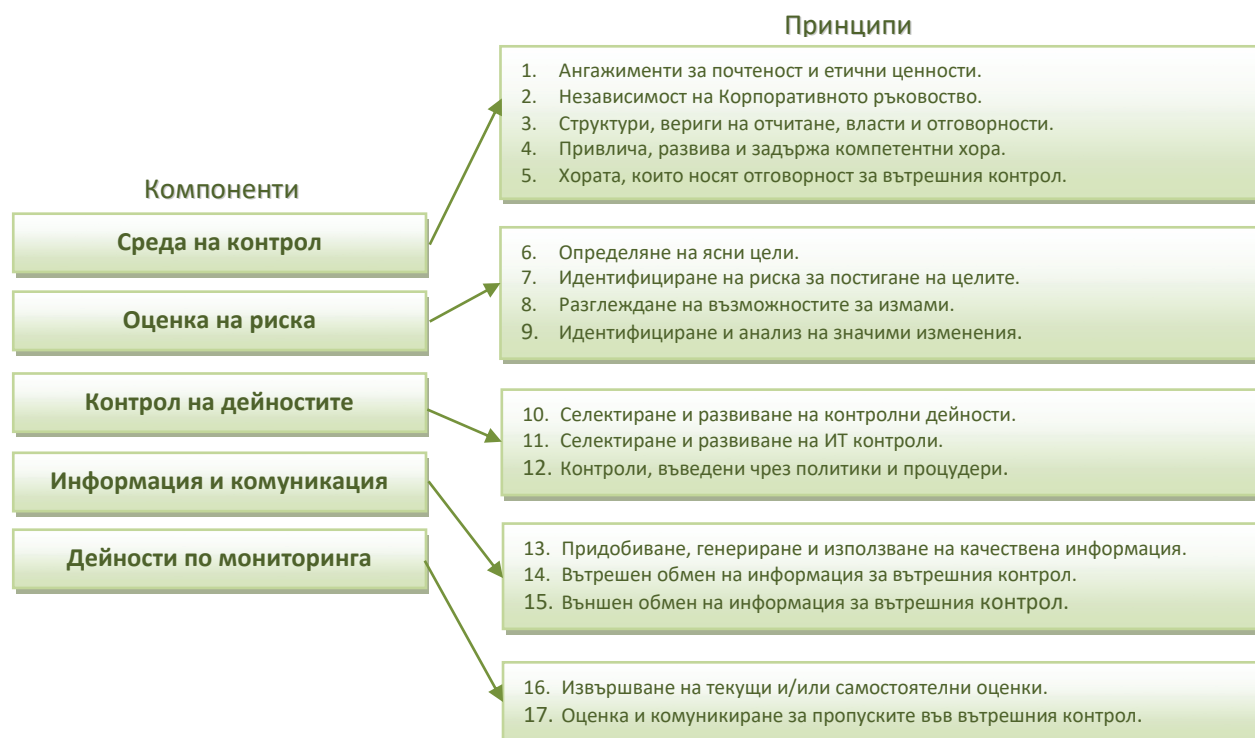 Принципи
1. Ангажименти за почтеност и етични ценности.
2. Независимост на Корпоративното ръковоство.
3. Структури, вериги на отчитане, власти и отговорности.
4. Привлича, развива и задържа компетентни хора.
5. Хората, които носят отговорност за вътрешния контрол.
Компоненти
Среда на контрол
Оценка на риска
Контрол на дейностите
Информация и комуникация
Дейности по мониторинга
6. Определяне на ясни цели.
7. Идентифициране на риска за постигане на целите.
8. Разглеждане на възможностите за измами.
9. Идентифициране и анализ на значими изменения.
10. Селектиране и развиване на контролни дейности.
11. Селектиране и развиване на ИТ контроли.
12. Контроли, въведени чрез политики и процудери.
13. Придобиване, генериране и използване на качествена информация.
14. Вътрешен обмен на информация за вътрешния контрол.
15. Външен обмен на информация за вътрешния контрол.
16. Извършване на текущи и/или самостоятелни оценки.
17. Оценка и комуникиране за пропуските във вътрешния контрол.